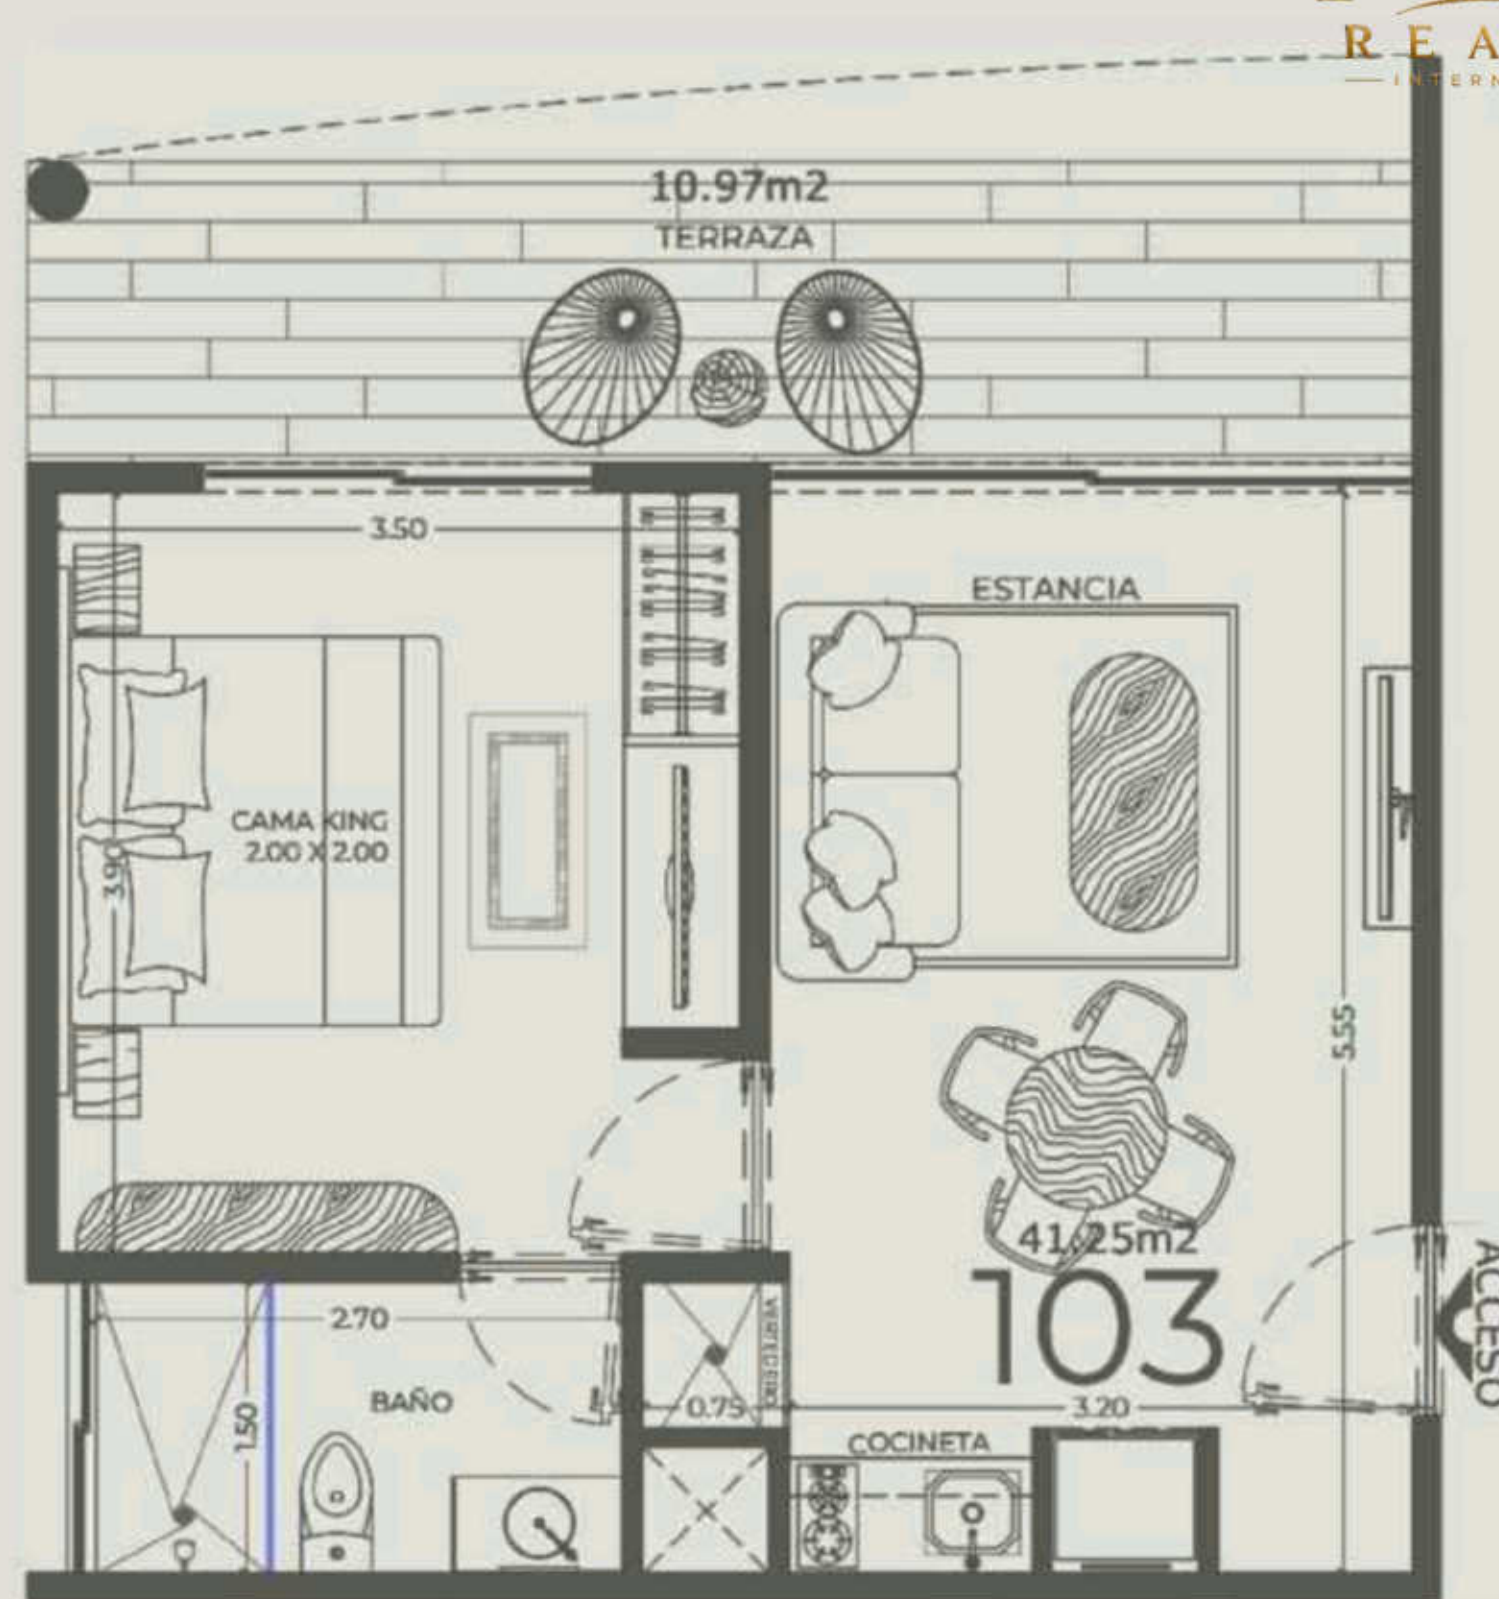 REA
INTERN
10.97m2
TERRAZA
3.50
ESTANCIA
CAMA KING
2.00 X 2.00
3.90
5.55
41.25m2
103
ACCESO
2.70
VERTEDERO
BAÑO
1.50
0.75
3.20
COCINETA